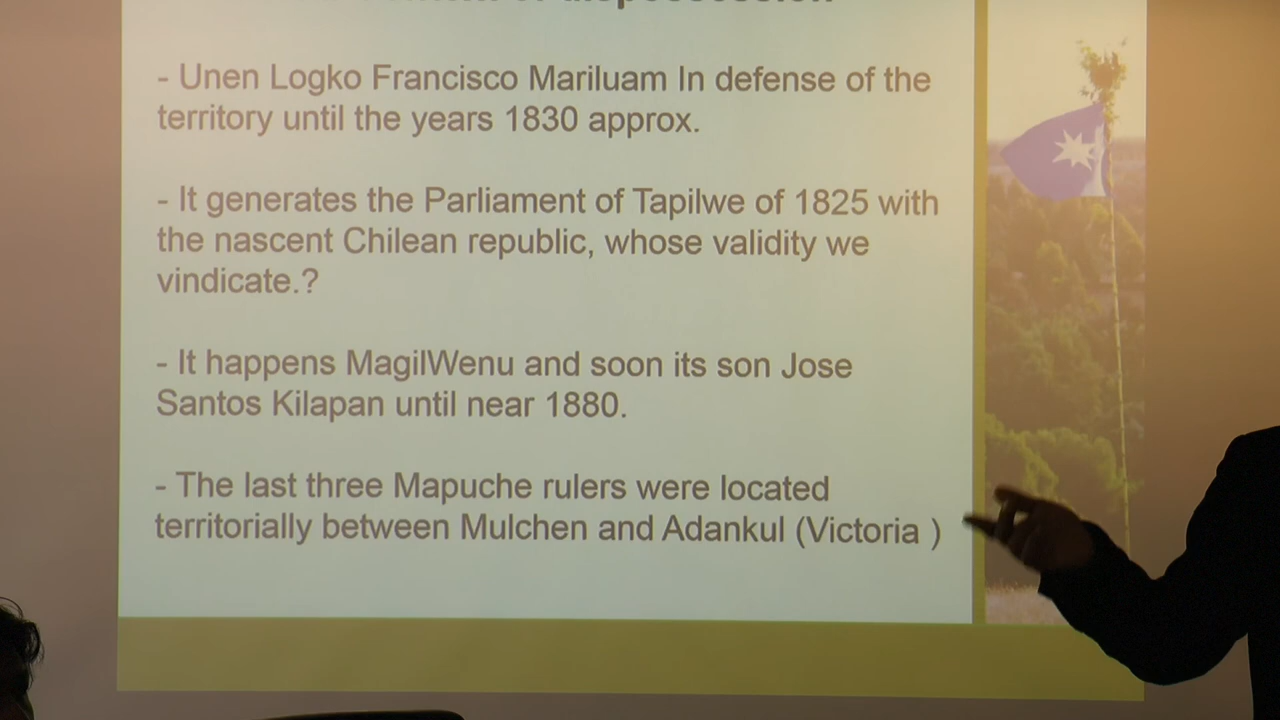 of dispossession
- Unen Logko Francisco Mariluam In defense of the
territory until the years 1830 approx.
- It generates the Parliament of Tapilwe of 1825 with
the nascent Chilean republic, whose validity we
vindicate.?
- It happens MagilWenu and soon its son Jose
Santos Kilapan until near 1880.
- The last three Mapuche rulers were located
territorially between Mulchen and Adankul (Victoria )